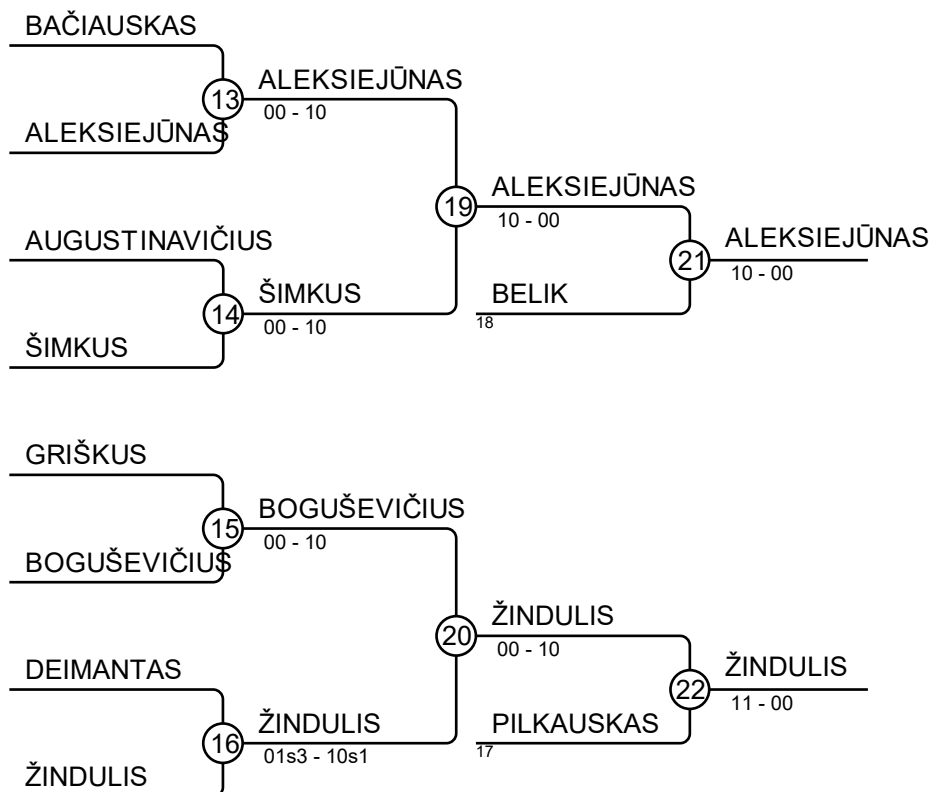 BAČIAUSKAS
13
ALEKSIEJŪNAS
00 - 10
ALEKSIEJŪNAS
19
ALEKSIEJŪNAS
10 - 00
AUGUSTINAVIČIUS
21
ALEKSIEJŪNAS
10 - 00
14
ŠIMKUS
00 - 10
BELIK
18
ŠIMKUS
GRIŠKUS
15
BOGUŠEVIČIUS
00 - 10
BOGUŠEVIČIUS
20
ŽINDULIS
00 - 10
DEIMANTAS
22
ŽINDULIS
11 - 00
16
ŽINDULIS
01s3 - 10s1
PILKAUSKAS
17
ŽINDULIS